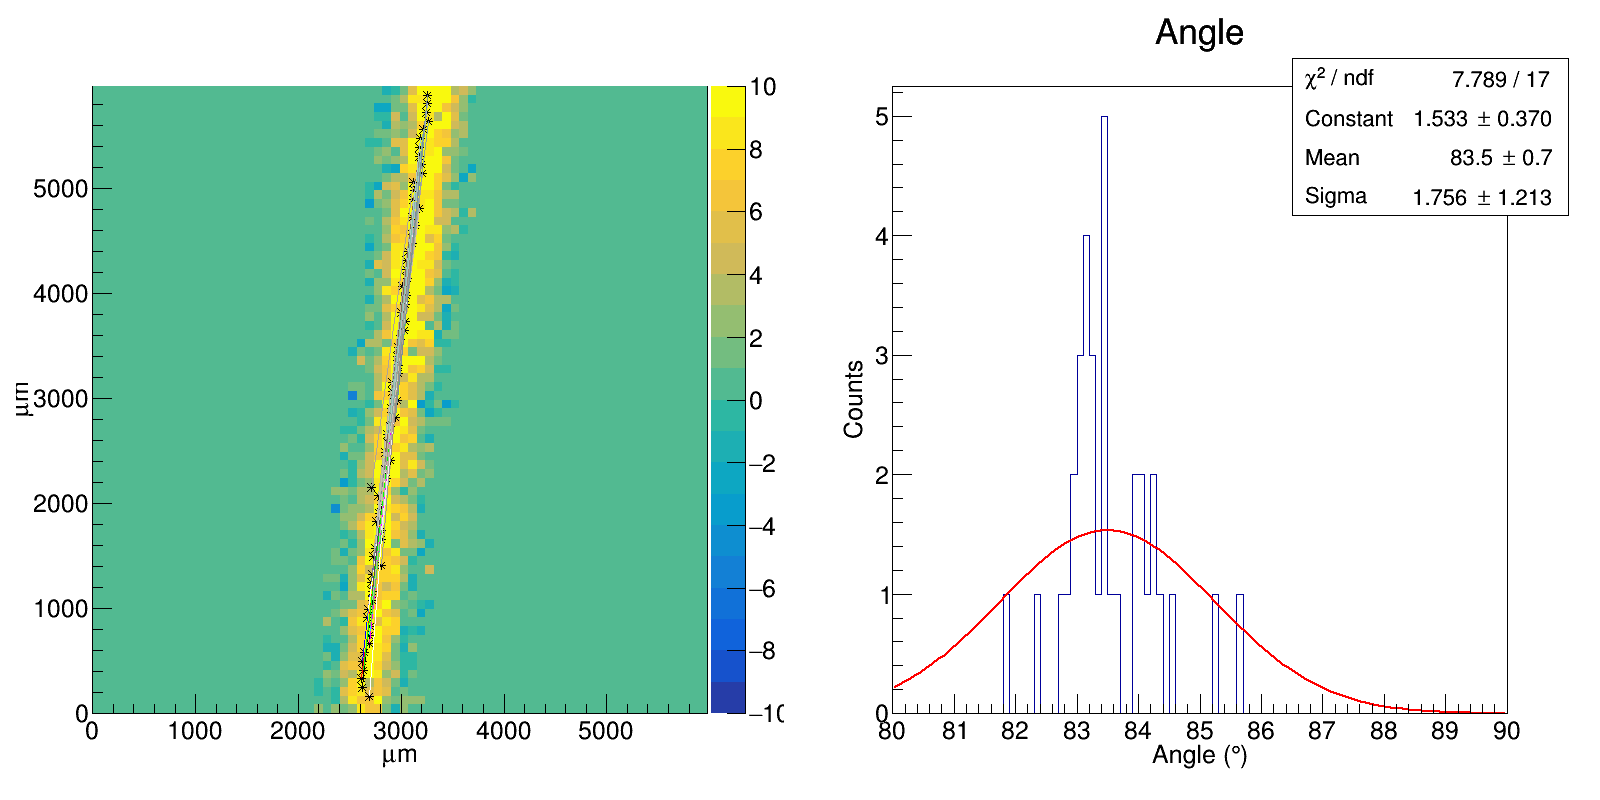 Angle
χ² / ndf 7.789 / 17
Constant 1.533 ± 0.370
Mean 83.5 ± 0.7
Sigma 1.756 ± 1.213
10
8
6
4
2
0
−2
−4
−6
−8
−10
5000
4000
3000
2000
1000
0
μm
0 1000 2000 3000 4000 5000
μm
5
4
3
2
1
0
Counts
80 81 82 83 84 85 86 87 88 89 90
Angle (°)